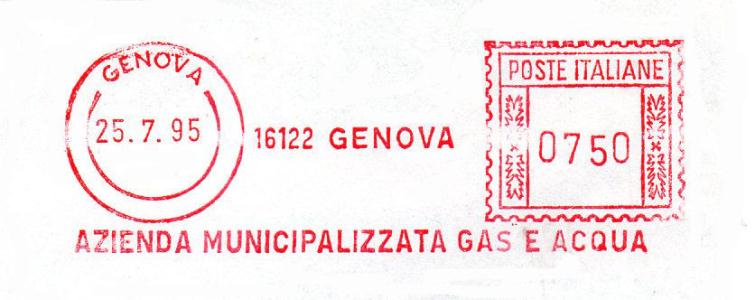 GENOVA
25.7.95
16122 GENOVA
POSTE ITALIANE
0750
AZIENDA MUNICIPALIZZATA GAS E ACQUA